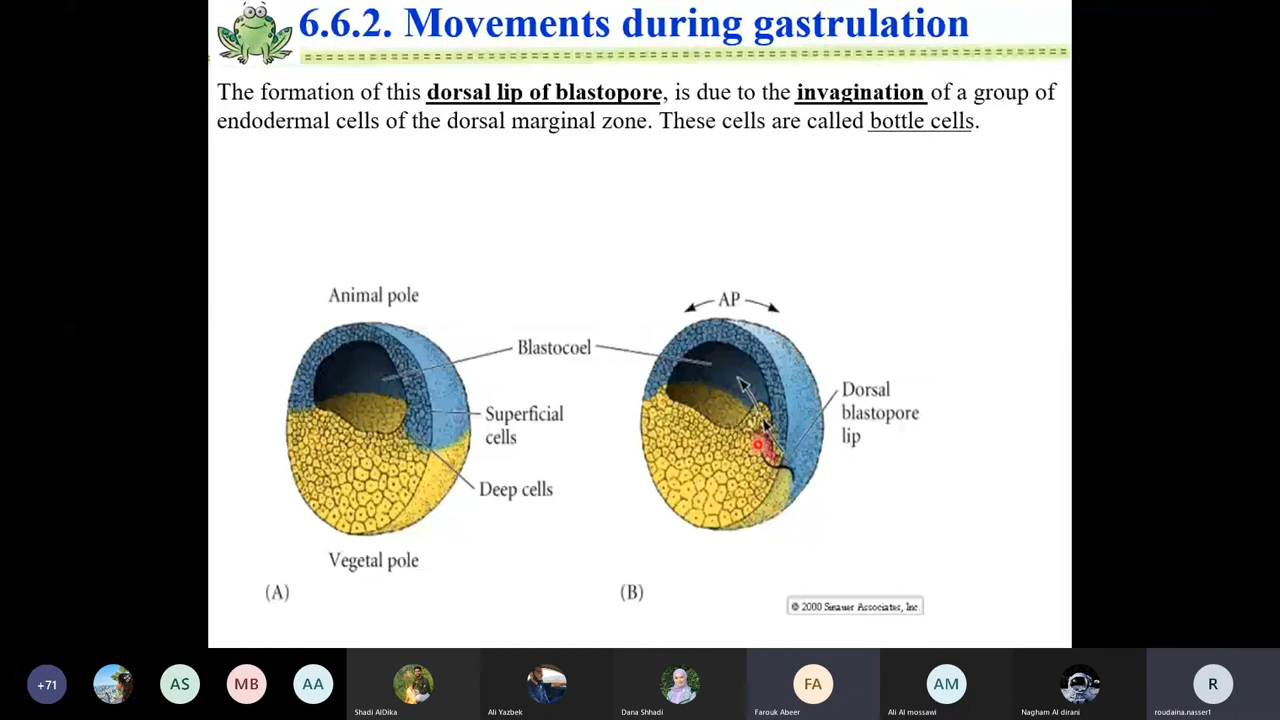 6.6.2. Movements during gastrulation
The formation of this dorsal lip of blastopore, is due to the invagination of a group of
endodermal cells of the dorsal marginal zone. These cells are called bottle cells.
Animal pole
AP
Blastocoel
Superficial
cells
Deep cells
Dorsal
blastopore
lip
Vegetal pole
(A)
(B)
© 2000 Sinauer Associates, Inc.
+71
AS
MB
AA
FA
AM
R
Shadi AlDika
Ali Yazbek
Dana Shhadi
Farouk Abeer
Ali Al mossawi
Nagham Al dirani
roudaina.nasser1